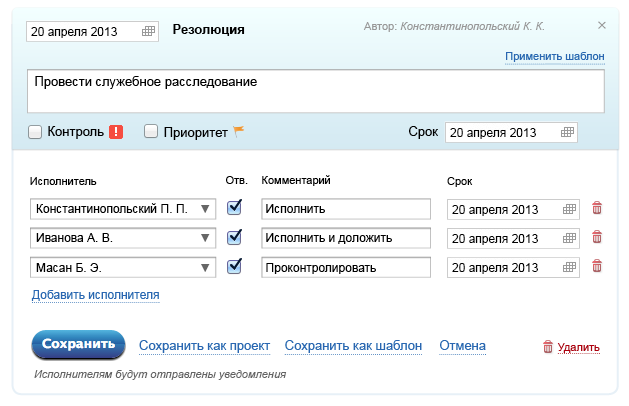 20 апреля 2013 Резолюция Автор: Константинопольский К. К.
Применить шаблон
Провести служебное расследование
Контроль ! Приоритет Срок 20 апреля 2013
Исполнитель Отв. Комментарий Срок
Константинопольский П. П. Исполнить 20 апреля 2013
Иванова А. В. Исполнить и доложить 20 апреля 2013
Масан Б. Э. Проконтролировать 20 апреля 2013
Добавить исполнителя
Сохранить Сохранить как проект Сохранить как шаблон Отмена Удалить
Исполнителям будут отправлены уведомления